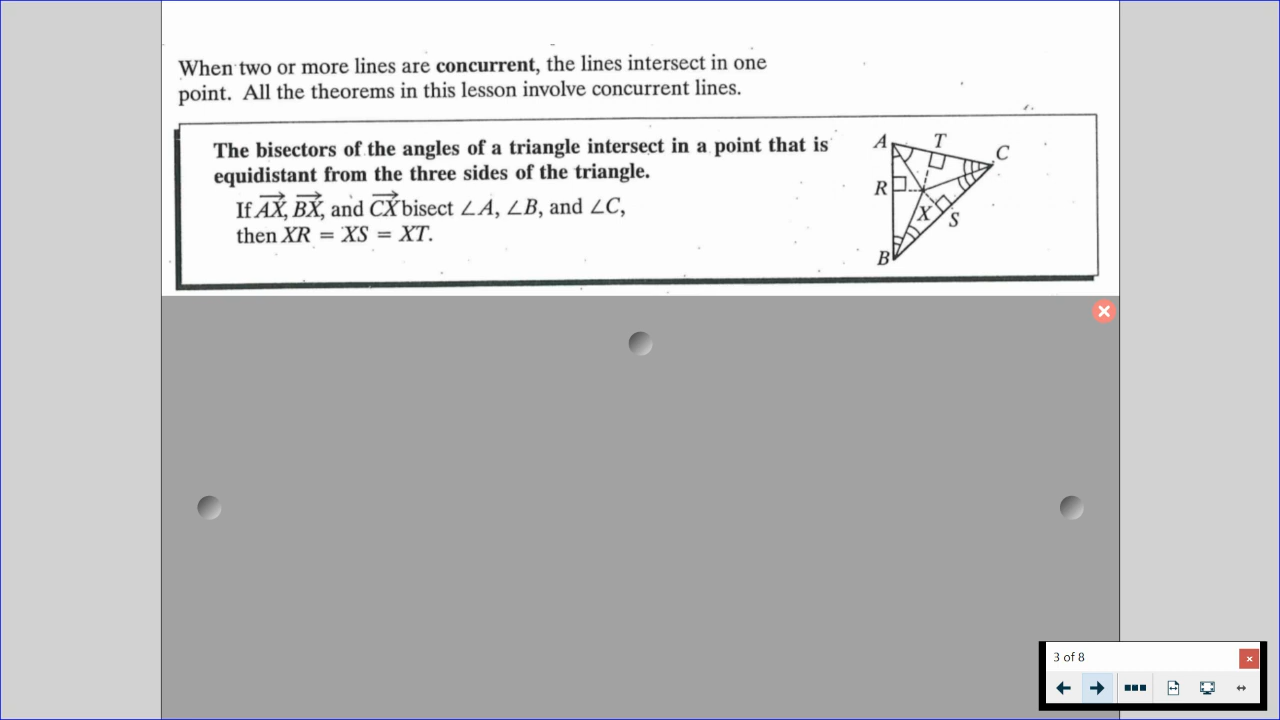 When two or more lines are concurrent, the lines intersect in one
point. All the theorems in this lesson involve concurrent lines.
The bisectors of the angles of a triangle intersect in a point that is
equidistant from the three sides of the triangle.
If AX, BX, and CX bisect ∠A, ∠B, and ∠C,
then XR = XS = XT.
A
T
C
R
X
S
B
3 of 8